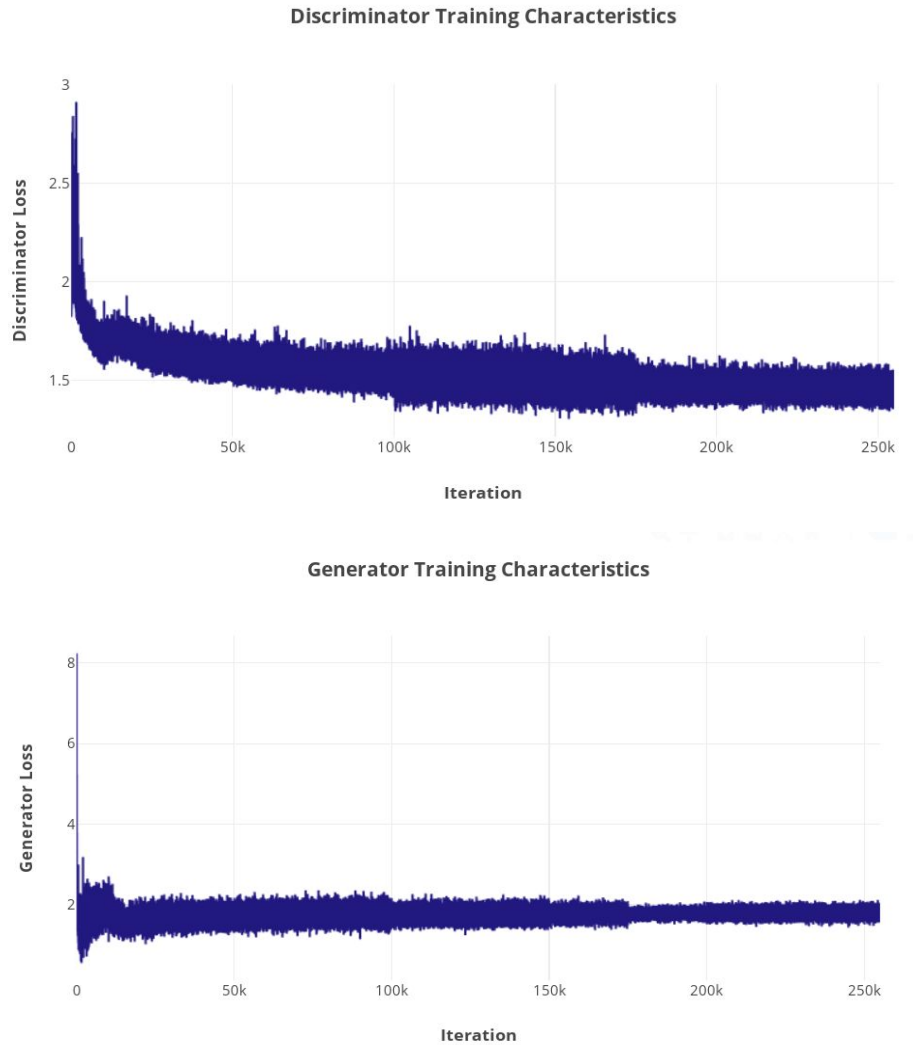 Discriminator Training Characteristics
3
2.5
2
1.5
Discriminator Loss
0 50k 100k 150k 200k 250k
Iteration
Generator Training Characteristics
8
6
4
2
Generator Loss
0 50k 100k 150k 200k 250k
Iteration